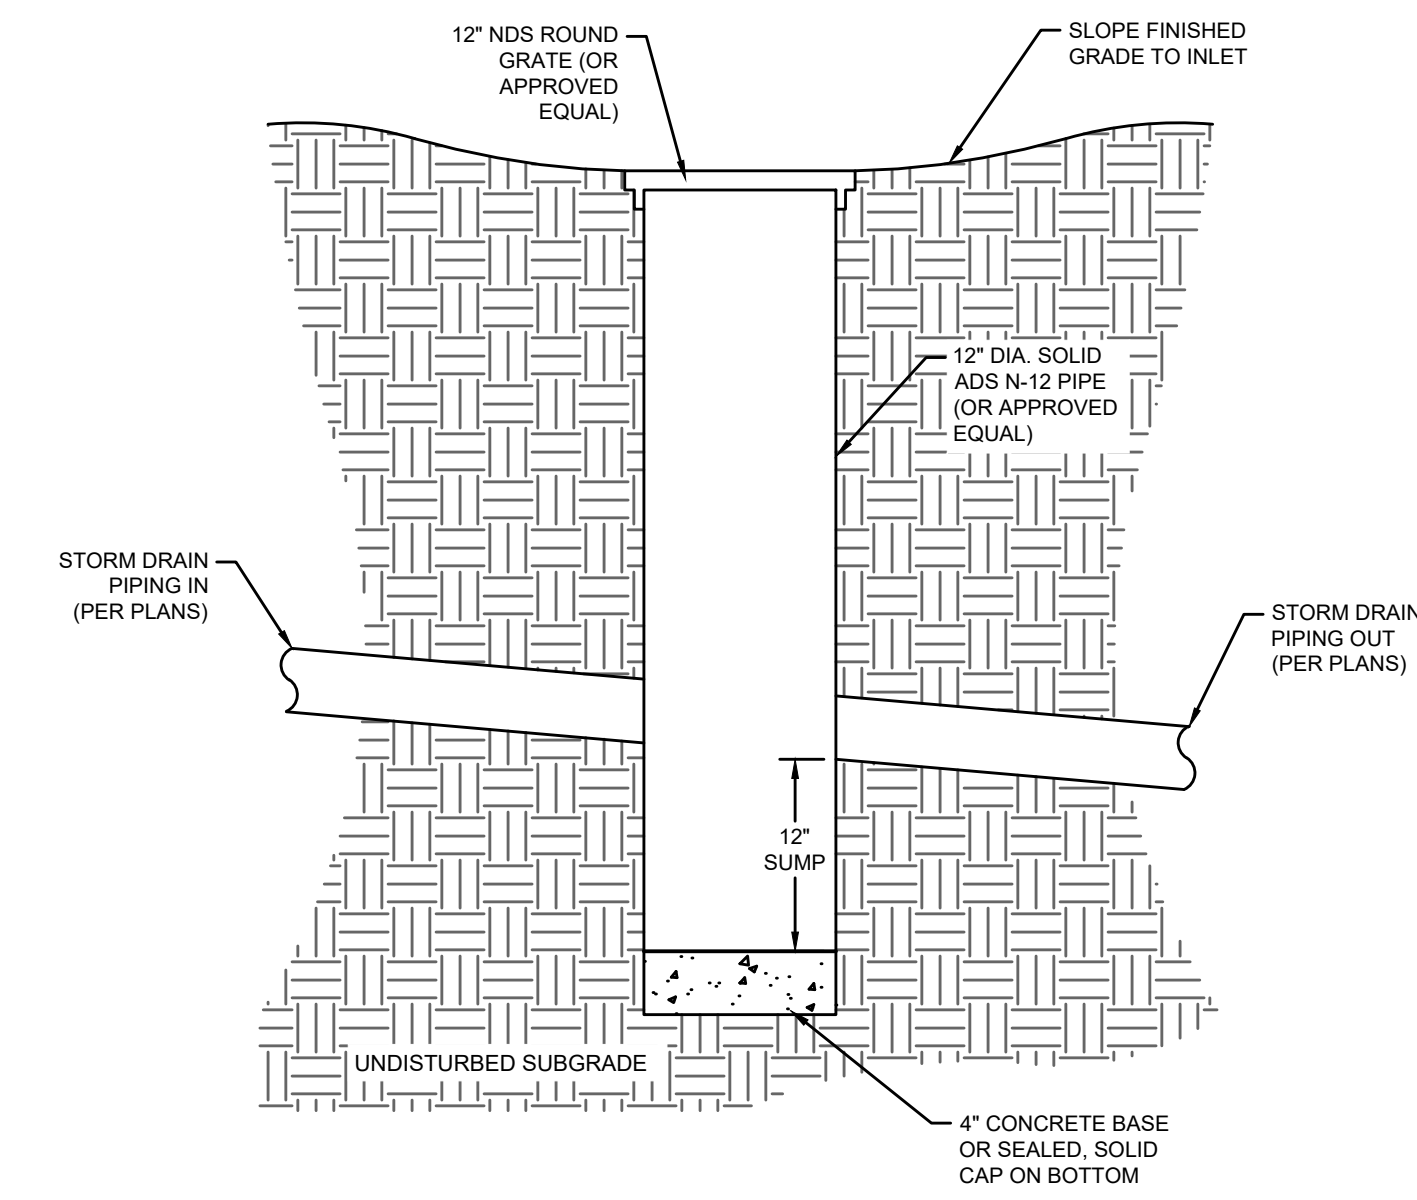 12" NDS ROUND
GRATE (OR
APPROVED
EQUAL)
SLOPE FINISHED
GRADE TO INLET
12" DIA. SOLID
ADS N-12 PIPE
(OR APPROVED
EQUAL)
STORM DRAIN
PIPING IN
(PER PLANS)
STORM DRAIN
PIPING OUT
(PER PLANS)
12"
SUMP
UNDISTURBED SUBGRADE
4" CONCRETE BASE
OR SEALED, SOLID
CAP ON BOTTOM